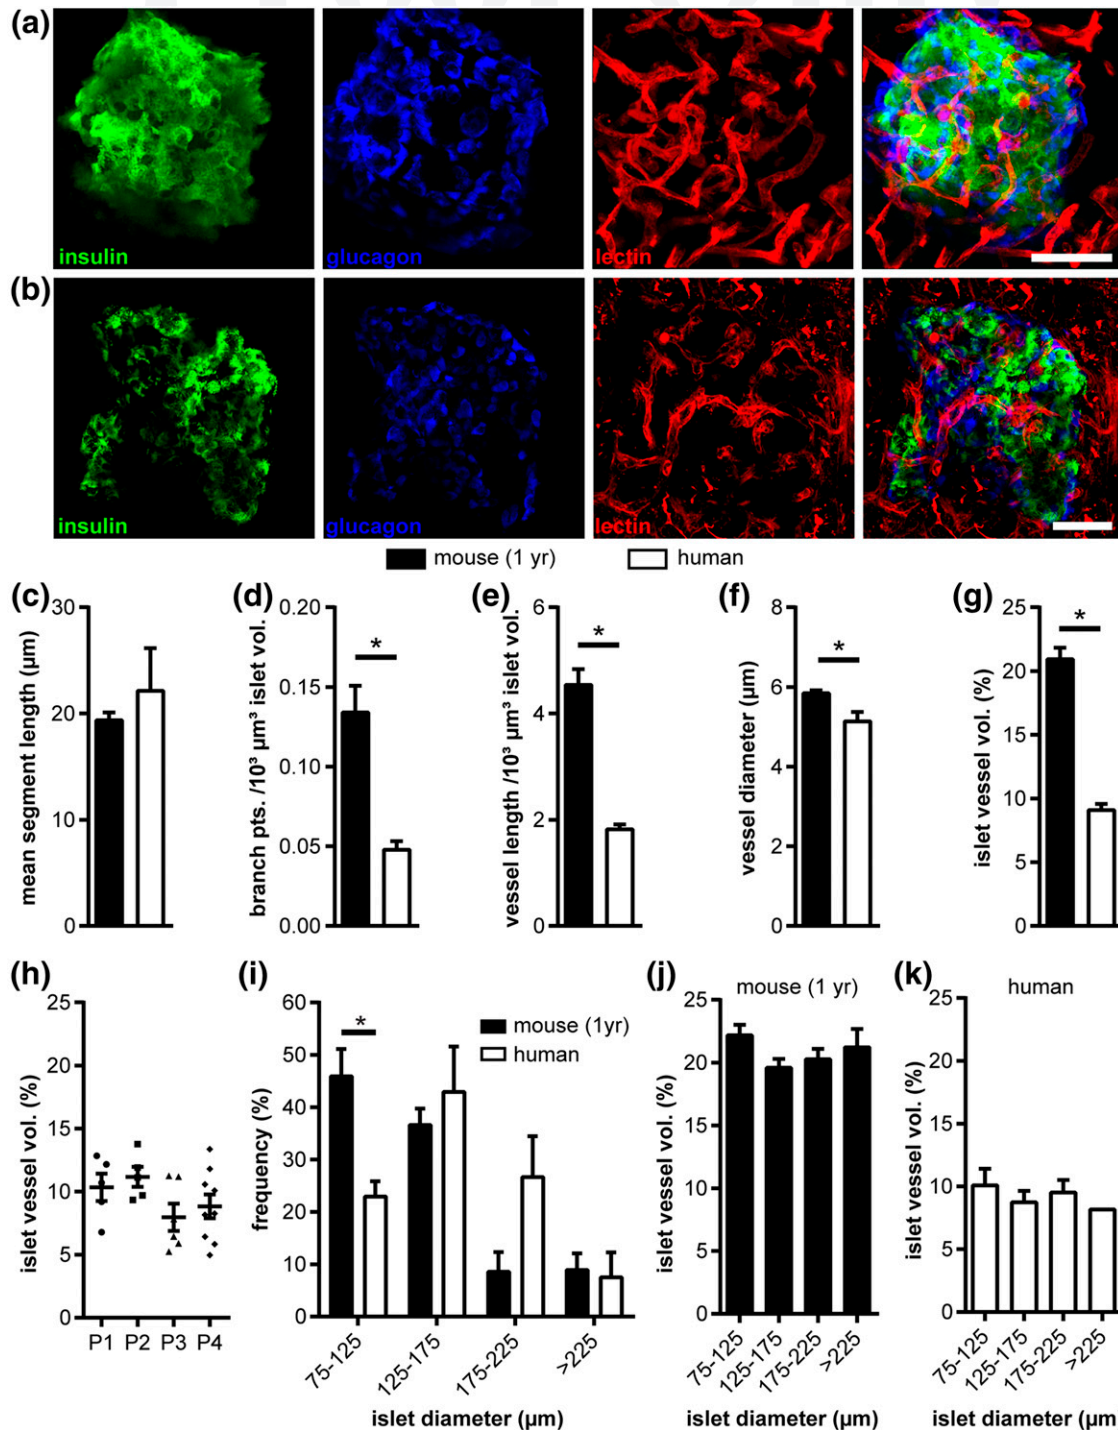 (a)
insulin
glucagon
lectin
(b)
insulin
glucagon
lectin
mouse (1 yr)
human
(c)
mean segment length (µm)
30
20
10
0
(d)
branch pts. /10³ µm³ islet vol.
0.20
0.15
0.10
0.05
0.00
*
(e)
vessel length /10³ µm³ islet vol.
6
4
2
0
*
(f)
vessel diameter (µm)
8
6
4
2
0
*
(g)
islet vessel vol. (%)
25
20
15
10
5
0
*
(h)
islet vessel vol. (%)
25
20
15
10
5
0
P1 P2 P3 P4
(i)
frequency (%)
60
50
40
30
20
10
0
*
mouse (1yr)
human
75-125
125-175
175-225
>225
islet diameter (µm)
(j)
mouse (1 yr)
islet vessel vol. (%)
25
20
15
10
5
0
75-125
125-175
175-225
>225
islet diameter (µm)
(k)
human
islet vessel vol. (%)
25
20
15
10
5
0
75-125
125-175
175-225
>225
islet diameter (µm)